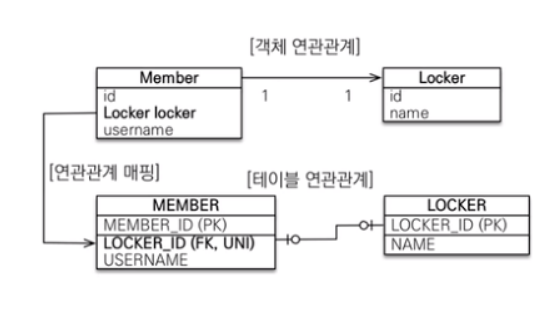 [객체 연관관계]
Member
Locker
id
Locker locker
username
1
1
id
name
[연관관계 매핑]
[테이블 연관관계]
MEMBER
LOCKER
MEMBER_ID (PK)
LOCKER_ID (FK, UNI)
USERNAME
LOCKER_ID (PK)
NAME